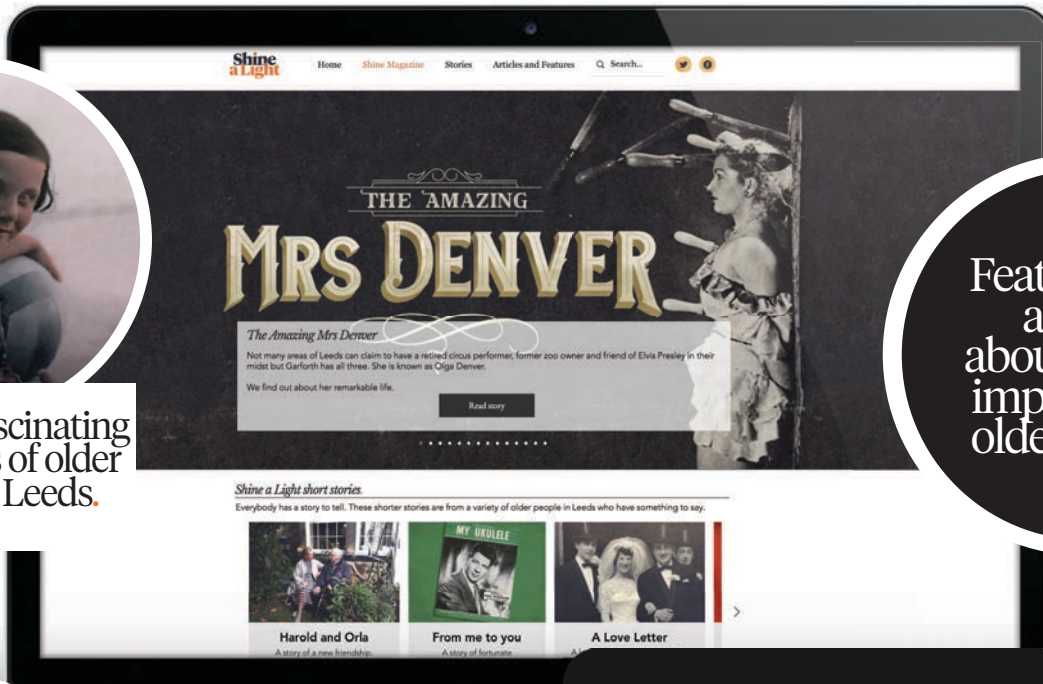 Shine
a Light
Home Shine Magazine Stories Articles and Features Search...
THE AMAZING
MRS DENVER
The Amazing Mrs Denver
Not many areas of Leeds can claim to have a retired circus performer, former zoo owner and friend of Elvis Presley in their
midst but Garforth has all three. She is known as Olga Denver.
We find out about her remarkable life.
Read story
of older
Leeds.
Shine a Light short stories
Everybody has a story to tell. These shorter stories are from a variety of older people in Leeds who have something to say.
MY UKULELE
Harold and Orla
A story of a new friendship.
From me to you
A story of fortunate
A Love Letter